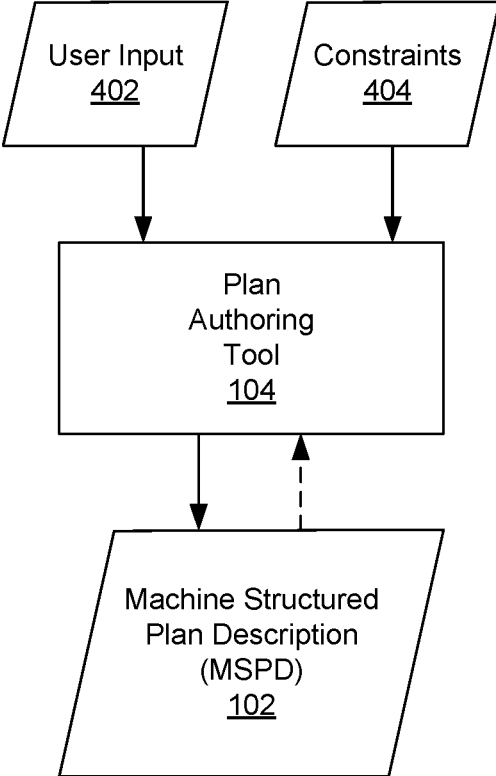 User Input
402
Constraints
404
Plan
Authoring
Tool
104
Machine Structured
Plan Description
(MSPD)
102